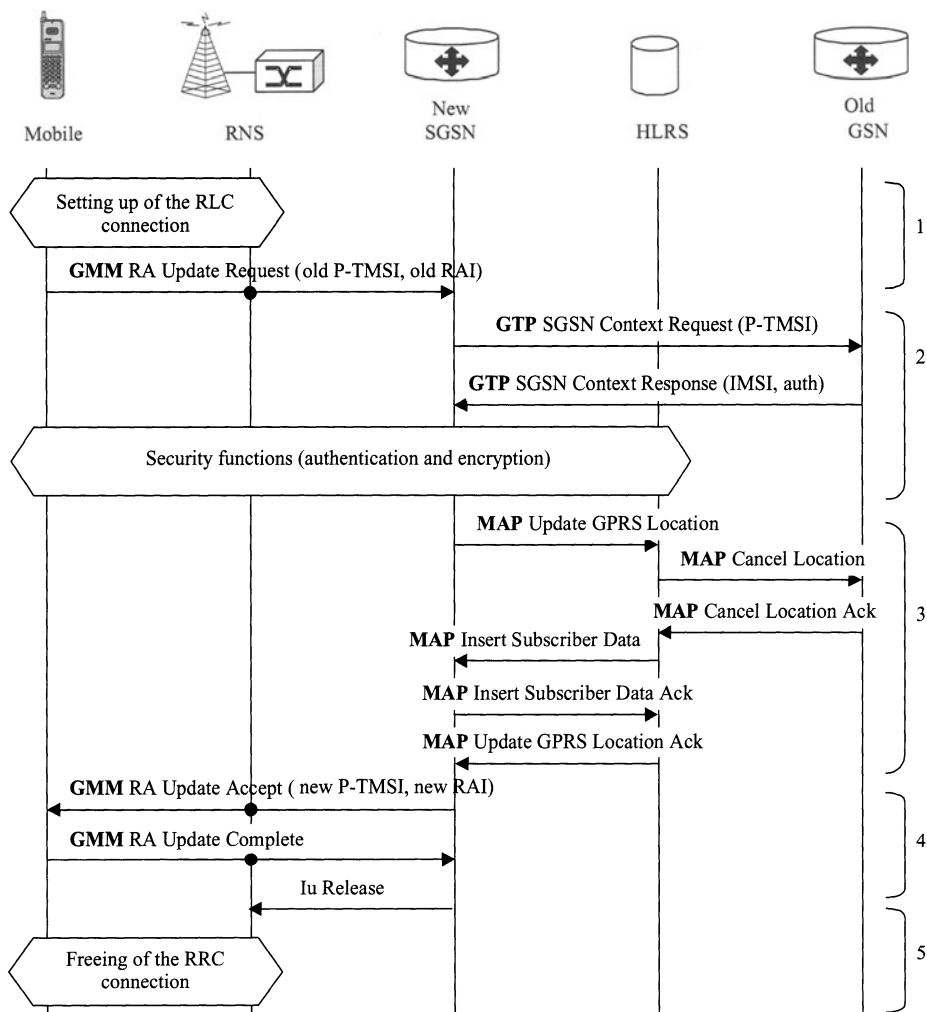 Mobile
RNS
New
SGSN
HLRS
Old
GSN
Setting up of the RLC
connection
1
GMM RA Update Request (old P-TMSI, old RAI)
GTP SGSN Context Request (P-TMSI)
2
GTP SGSN Context Response (IMSI, auth)
Security functions (authentication and encryption)
MAP Update GPRS Location
MAP Cancel Location
3
MAP Cancel Location Ack
MAP Insert Subscriber Data
MAP Insert Subscriber Data Ack
MAP Update GPRS Location Ack
GMM RA Update Accept ( new P-TMSI, new RAI)
4
GMM RA Update Complete
Iu Release
5
Freeing of the RRC
connection